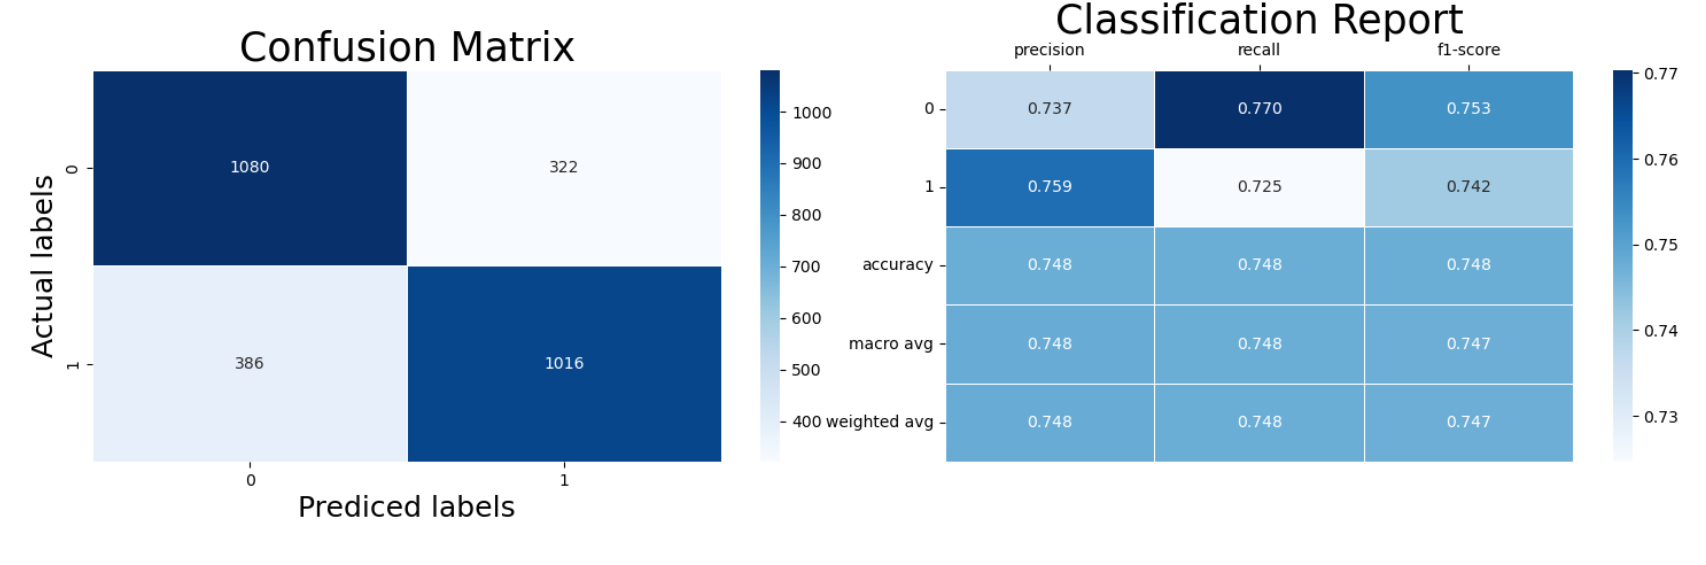 Confusion Matrix
1080 322
386 1016
0
1
Actual labels
0 1
Prediced labels
1000
900
800
700
600
500
400
Classification Report
precision recall f1-score
0 0.737 0.770 0.753
1 0.759 0.725 0.742
accuracy 0.748 0.748 0.748
macro avg 0.748 0.748 0.747
weighted avg 0.748 0.748 0.747
0.77
0.76
0.75
0.74
0.73